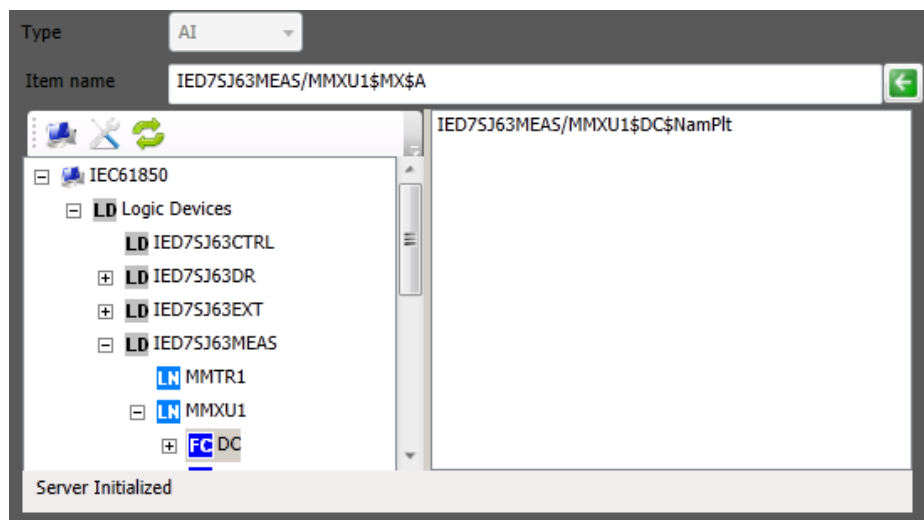 Type AI
Item name IED7SJ63MEAS/MMXU1$MX$A
IED7SJ63MEAS/MMXU1$DC$NamPlt
IEC61850
LD Logic Devices
LD IED7SJ63CTRL
LD IED7SJ63DR
LD IED7SJ63EXT
LD IED7SJ63MEAS
LN MMTR1
LN MMXU1
FC DC
Server Initialized